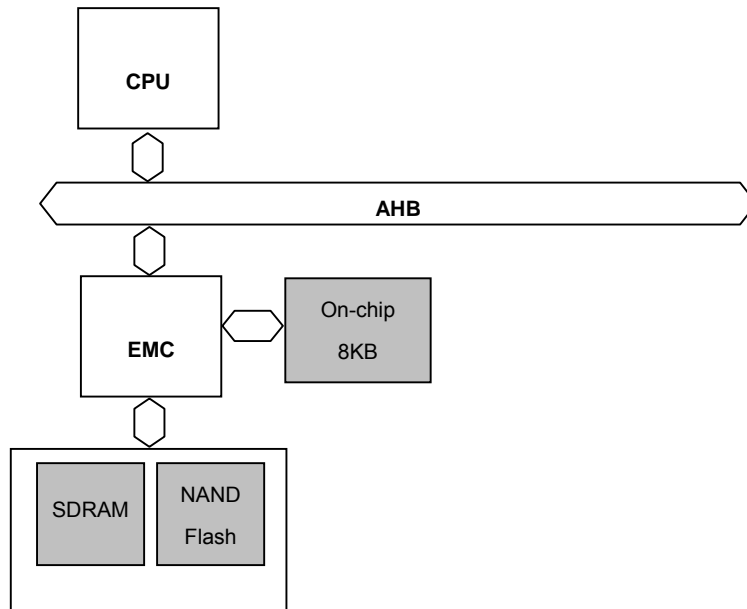 CPU
AHB
EMC
On-chip
8KB
SDRAM
NAND
Flash